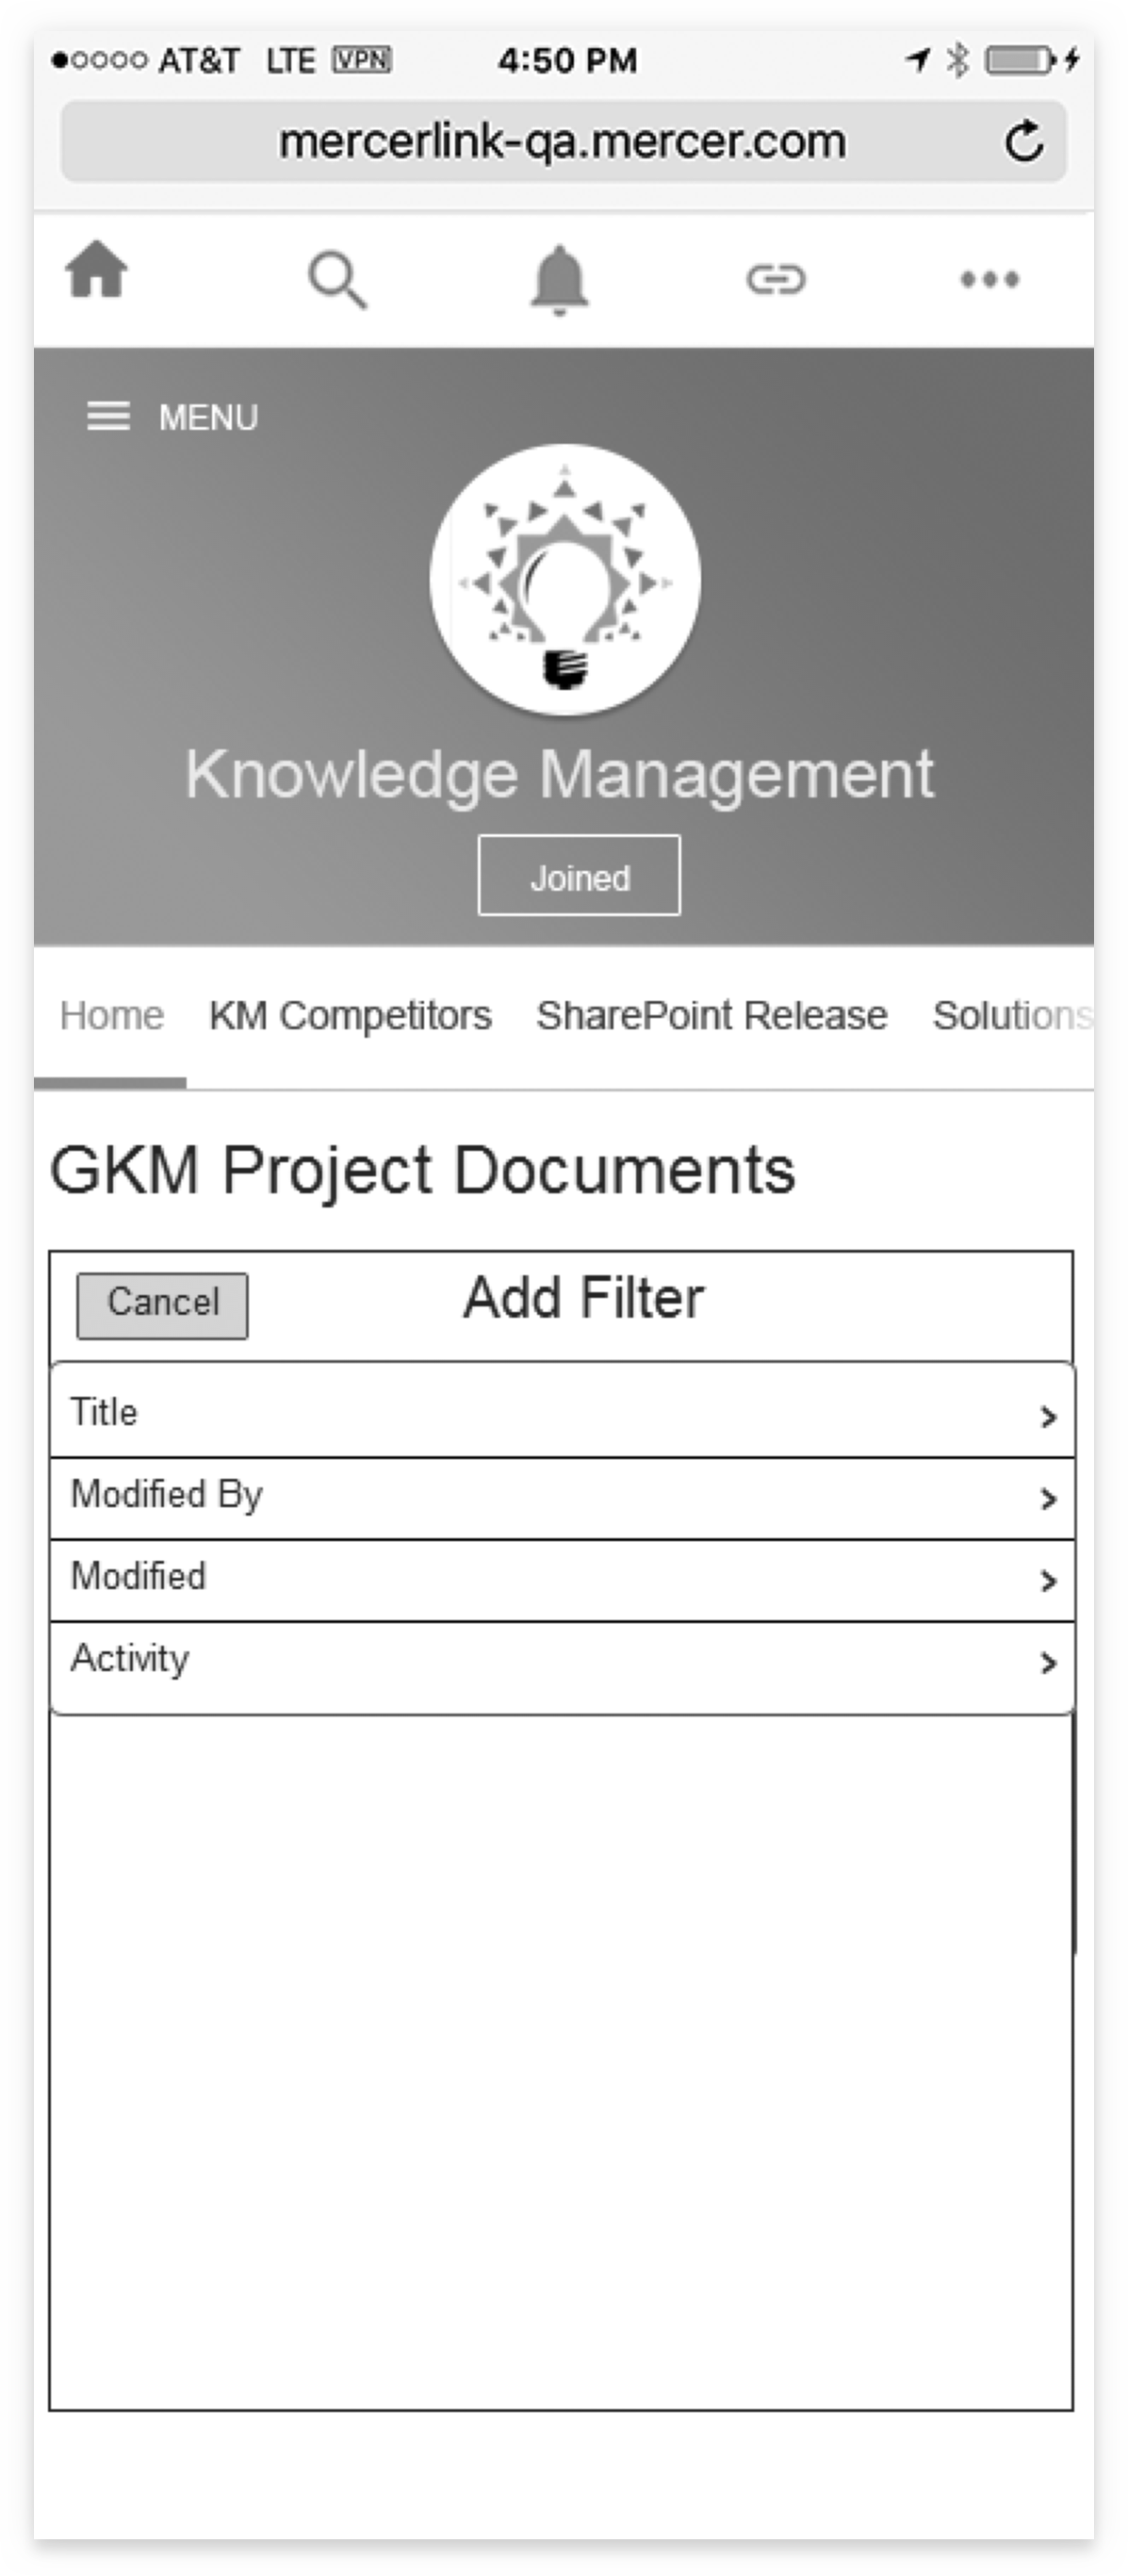 AT&T LTE VPN 4:50 PM
mercerlink-qa.mercer.com
MENU
Knowledge Management
Joined
Home KM Competitors SharePoint Release Solutions
GKM Project Documents
Cancel Add Filter
Title
Modified By
Modified
Activity